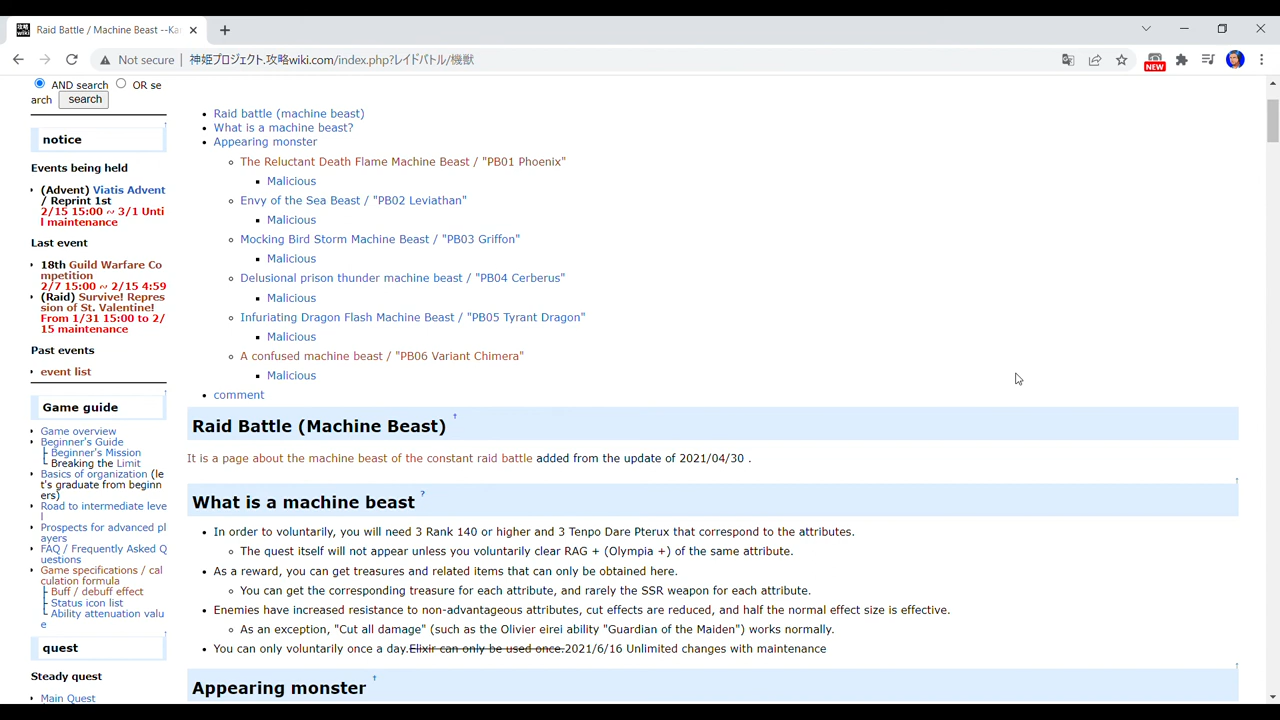 攻略 wiki Raid Battle / Machine Beast --Ka
Not secure 神姫プロジェクト.攻略wiki.com/index.php?レイドバトル/機獣
NEW
AND search OR se
arch search
notice
Events being held
(Advent) Viatis Advent
/ Reprint 1st
2/15 15:00 ~ 3/1 Unti
l maintenance
Last event
18th Guild Warfare Co
mpetition
2/7 15:00 ~ 2/15 4:59
(Raid) Survive! Repres
sion of St. Valentine!
From 1/31 15:00 to 2/
15 maintenance
Past events
event list
Game guide
Game overview
Beginner's Guide
Beginner's Mission
Breaking the Limit
Basics of organization (le
t's graduate from beginn
ers)
Road to intermediate leve
l
Prospects for advanced pl
ayers
FAQ / Frequently Asked Q
uestions
Game specifications / cal
culation formula
Buff / debuff effect
Status icon list
Ability attenuation valu
e
quest
Steady quest
Main Quest
Raid battle (machine beast)
What is a machine beast?
Appearing monster
The Reluctant Death Flame Machine Beast / "PB01 Phoenix"
Malicious
Envy of the Sea Beast / "PB02 Leviathan"
Malicious
Mocking Bird Storm Machine Beast / "PB03 Griffon"
Malicious
Delusional prison thunder machine beast / "PB04 Cerberus"
Malicious
Infuriating Dragon Flash Machine Beast / "PB05 Tyrant Dragon"
Malicious
A confused machine beast / "PB06 Variant Chimera"
Malicious
comment
Raid Battle (Machine Beast) †
It is a page about the machine beast of the constant raid battle added from the update of 2021/04/30 .
What is a machine beast ?
In order to voluntarily, you will need 3 Rank 140 or higher and 3 Tenpo Dare Pterux that correspond to the attributes.
The quest itself will not appear unless you voluntarily clear RAG + (Olympia +) of the same attribute.
As a reward, you can get treasures and related items that can only be obtained here.
You can get the corresponding treasure for each attribute, and rarely the SSR weapon for each attribute.
Enemies have increased resistance to non-advantageous attributes, cut effects are reduced, and half the normal effect size is effective.
As an exception, "Cut all damage" (such as the Olivier eirei ability "Guardian of the Maiden") works normally.
You can only voluntarily once a day.Elixir can only be used once.2021/6/16 Unlimited changes with maintenance
Appearing monster †